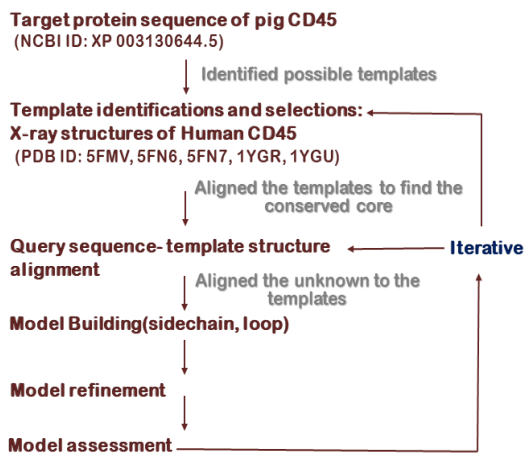 Target protein sequence of pig CD45
(NCBI ID: XP 003130644.5)
Identified possible templates
Template identifications and selections:
X-ray structures of Human CD45
(PDB ID: 5FMV, 5FN6, 5FN7, 1YGR, 1YGU)
Aligned the templates to find the
conserved core
Query sequence- template structure
alignment
Iterative
Aligned the unknown to the
templates
Model Building(sidechain, loop)
Model refinement
Model assessment